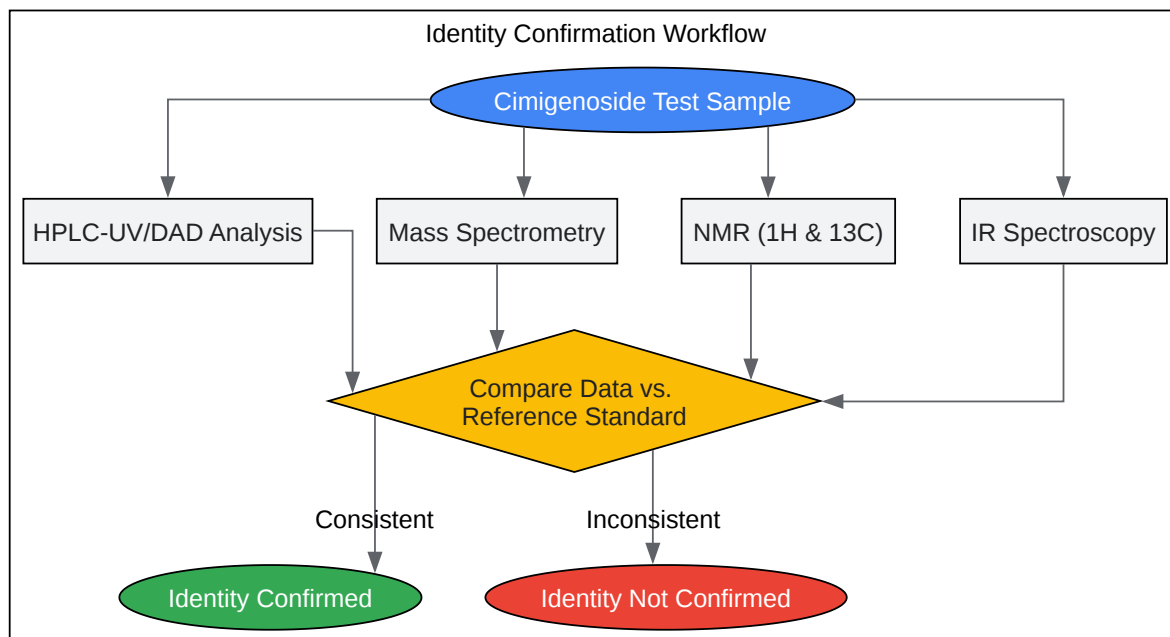 Identity Confirmation Workflow
Cimigenoside Test Sample
HPLC-UV/DAD Analysis
Mass Spectrometry
NMR (1H & 13C)
IR Spectroscopy
Compare Data vs.
Reference Standard
Consistent
Inconsistent
Identity Confirmed
Identity Not Confirmed